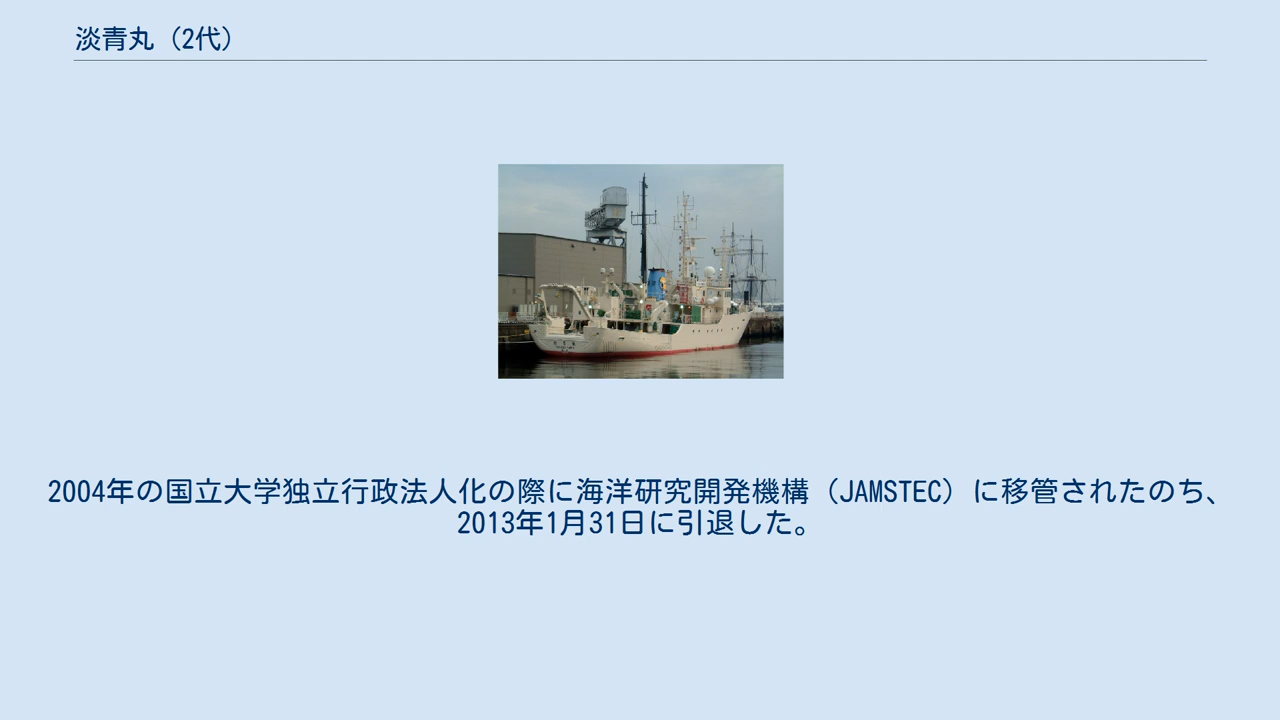 淡青丸（2代）
2004年の国立大学独立行政法人化の際に海洋研究開発機構（JAMSTEC）に移管されたのち、
2013年1月31日に引退した。